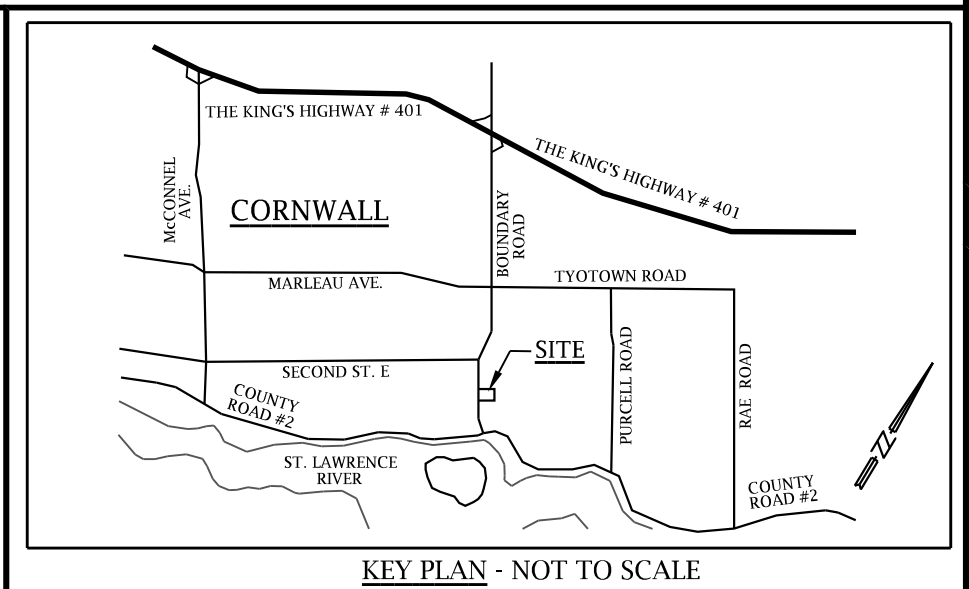 THE KING'S HIGHWAY # 401
THE KING'S HIGHWAY # 401
McCONNEL
AVE.
CORNWALL
BOUNDARY
ROAD
MARLEAU AVE.
TYOTOWN ROAD
SITE
SECOND ST. E
PURCELL ROAD
RAE ROAD
COUNTY
ROAD #2
ST. LAWRENCE
RIVER
N
COUNTY
ROAD #2
KEY PLAN - NOT TO SCALE